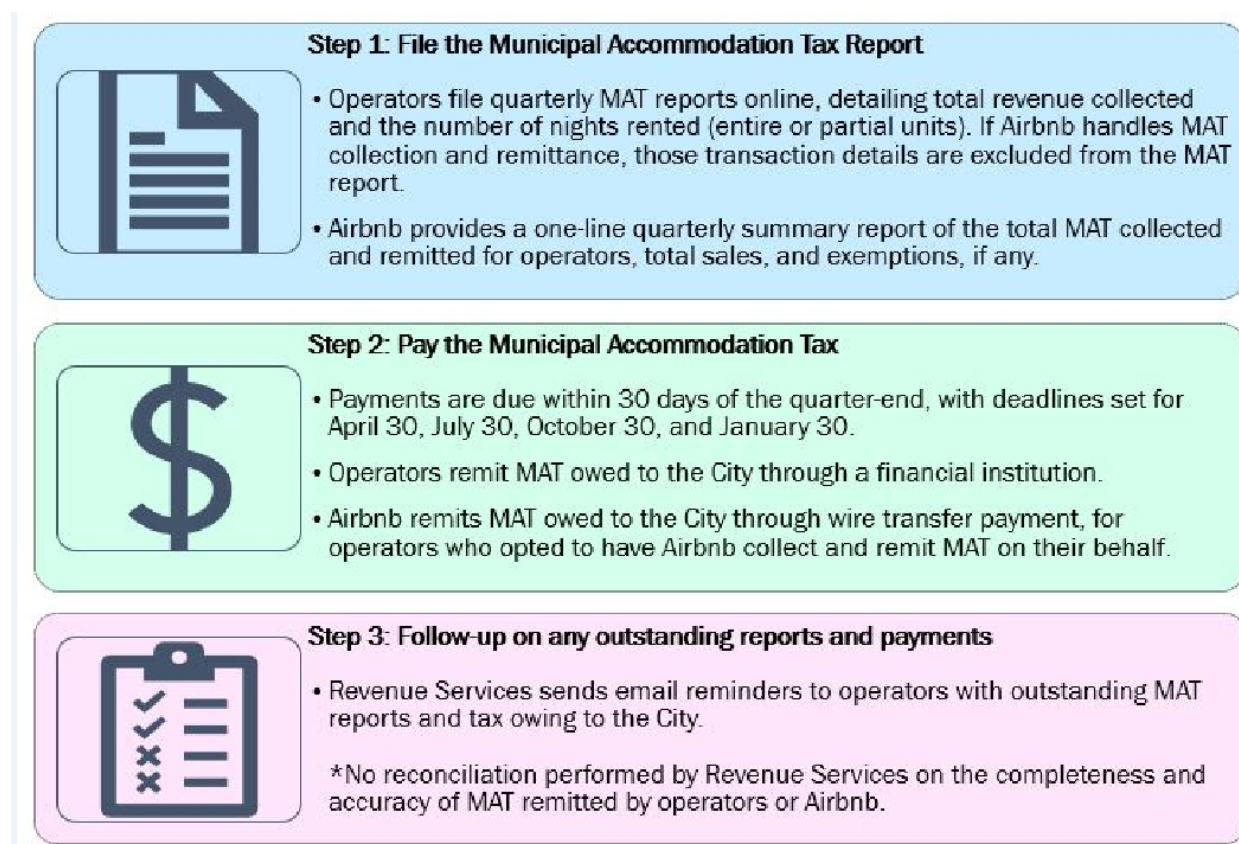 Step 1: File the Municipal Accommodation Tax Report
• Operators file quarterly MAT reports online, detailing total revenue collected
and the number of nights rented (entire or partial units). If Airbnb handles MAT
collection and remittance, those transaction details are excluded from the MAT
report.
• Airbnb provides a one-line quarterly summary report of the total MAT collected
and remitted for operators, total sales, and exemptions, if any.
Step 2: Pay the Municipal Accommodation Tax
• Payments are due within 30 days of the quarter-end, with deadlines set for
April 30, July 30, October 30, and January 30.
• Operators remit MAT owed to the City through a financial institution.
• Airbnb remits MAT owed to the City through wire transfer payment, for
operators who opted to have Airbnb collect and remit MAT on their behalf.
Step 3: Follow-up on any outstanding reports and payments
• Revenue Services sends email reminders to operators with outstanding MAT
reports and tax owing to the City.
*No reconciliation performed by Revenue Services on the completeness and
accuracy of MAT remitted by operators or Airbnb.